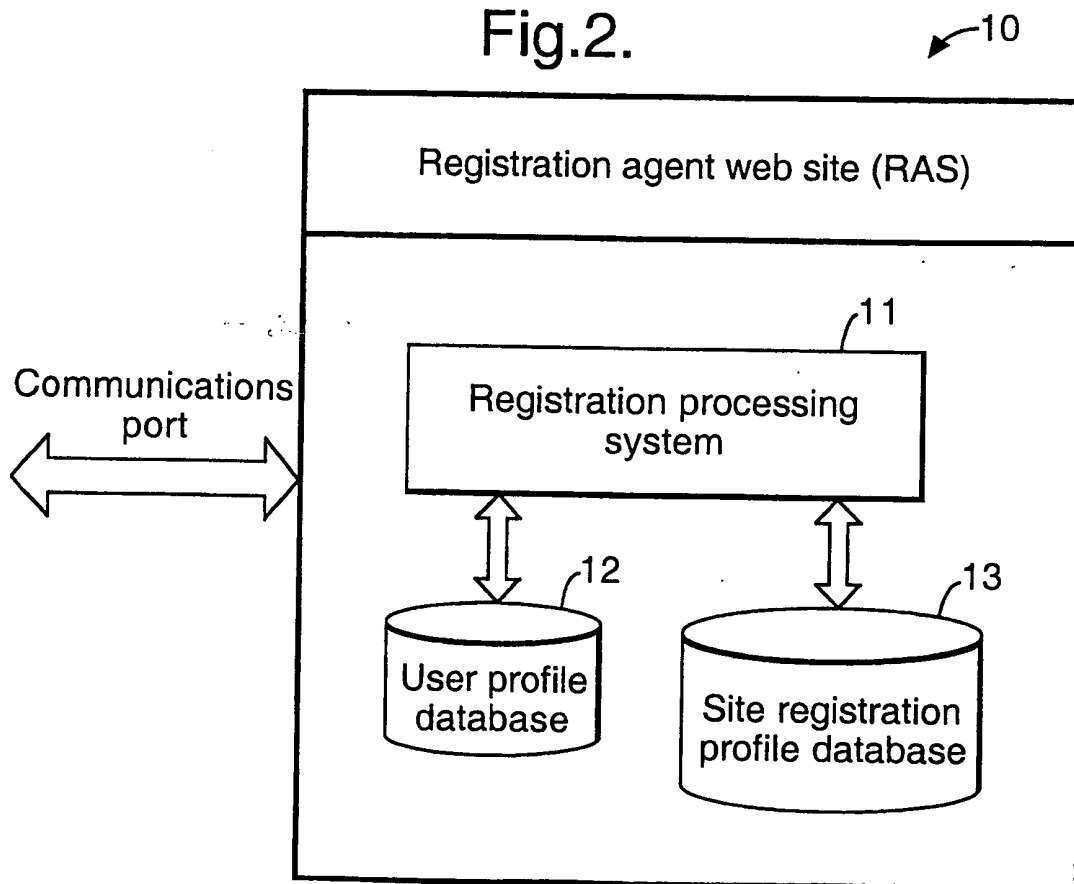 Fig.2.
10
Registration agent web site (RAS)
11
Registration processing
system
Communications
port
12
User profile
database
13
Site registration
profile database